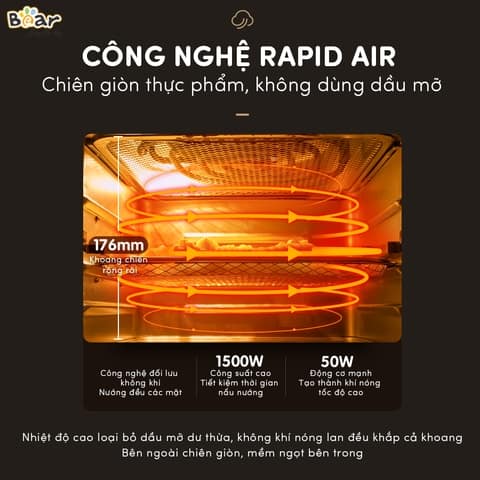 Bear
CÔNG NGHỆ RAPID AIR
Chiên giòn thực phẩm, không dùng dầu mỡ
176mm
Khoang chiên
rộng rãi
Công nghệ đối lưu
không khí
Nướng đều các mặt
1500W
Công suất cao
Tiết kiệm thời gian
nấu nướng
50W
Động cơ mạnh
Tạo thành khí nóng
tốc độ cao
Nhiệt độ cao loại bỏ dầu mỡ dư thừa, không khí nóng lan đều khắp cả khoang
Bên ngoài chiên giòn, mềm ngọt bên trong